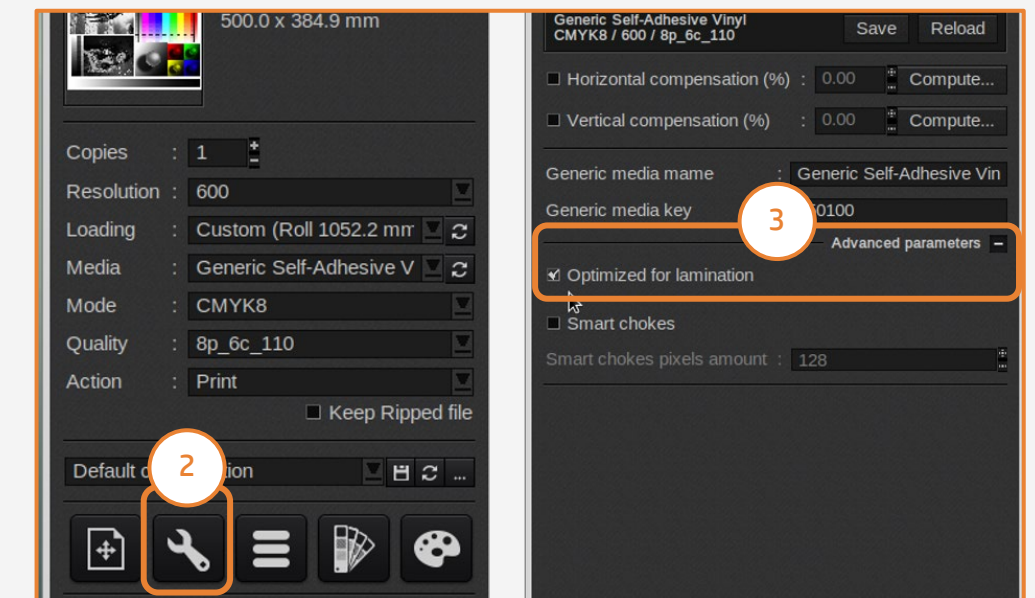 500.0 x 384.9 mm
Copies : 1
Resolution : 600
Loading : Custom (Roll 1052.2 mm
Media : Generic Self-Adhesive V
Mode : CMYK8
Quality : 8p_6c_110
Action : Print
Keep Ripped file
Default
2
Generic Self-Adhesive Vinyl
CMYK8 / 600 / 8p_6c_110
Save Reload
Horizontal compensation (%) : 0.00 Compute...
Vertical compensation (%) : 0.00 Compute...
Generic media mame : Generic Self-Adhesive Vin
Generic media key 0100
3
Advanced parameters
Optimized for lamination
Smart chokes
Smart chokes pixels amount : 128